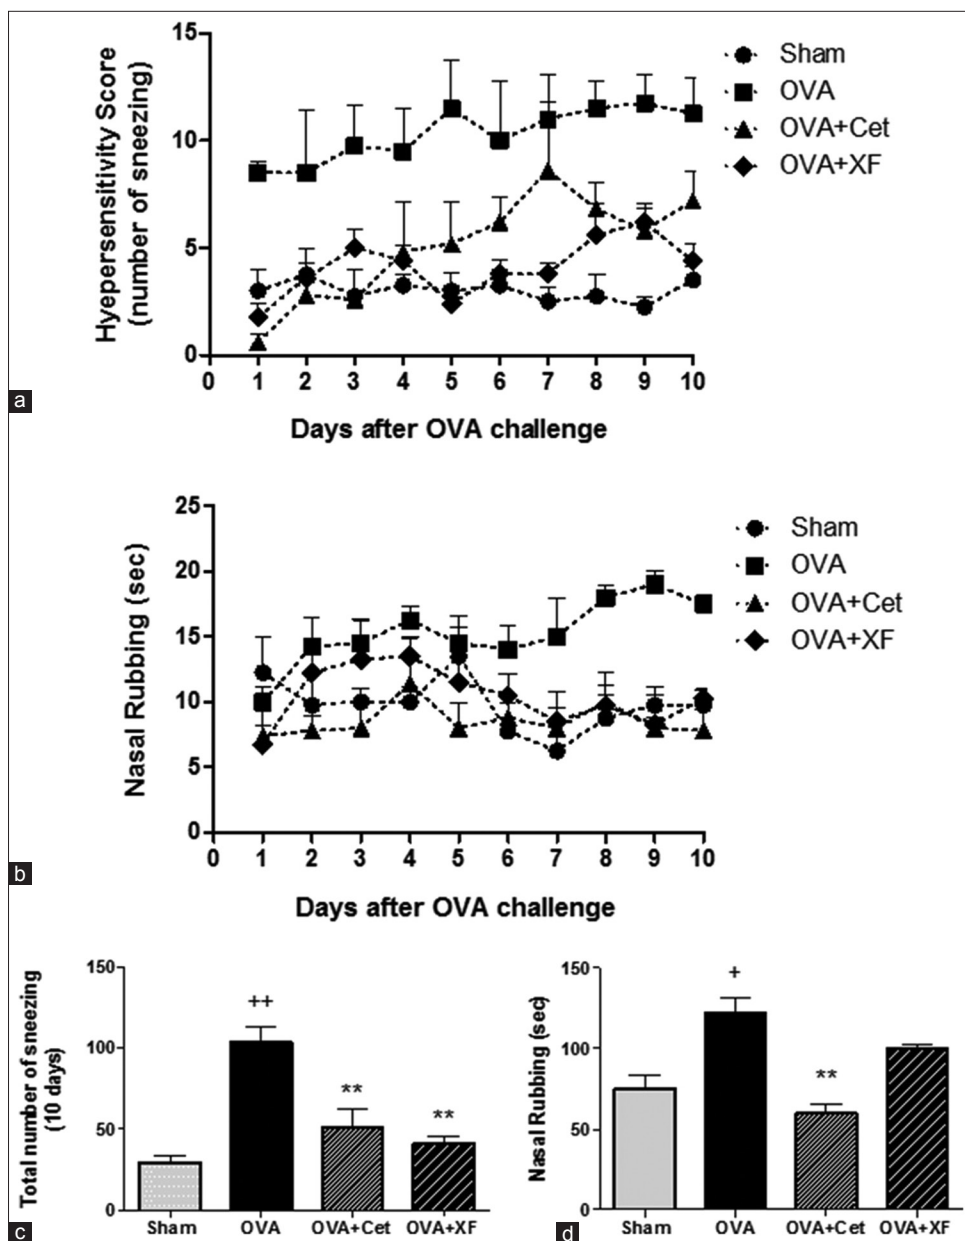 15
10
5
0
Hyepersensitivity Score
(number of sneezing)
Sham
OVA
OVA+Cet
OVA+XF
0 1 2 3 4 5 6 7 8 9 10
Days after OVA challenge
a
25
20
15
10
5
0
Nasal Rubbing (sec)
Sham
OVA
OVA+Cet
OVA+XF
0 1 2 3 4 5 6 7 8 9 10
Days after OVA challenge
b
150
100
50
0
Total number of sneezing
(10 days)
++
**
**
Sham OVA OVA+Cet OVA+XF
c
150
100
50
0
Nasal Rubbing (sec)
+
**
Sham OVA OVA+Cet OVA+XF
d